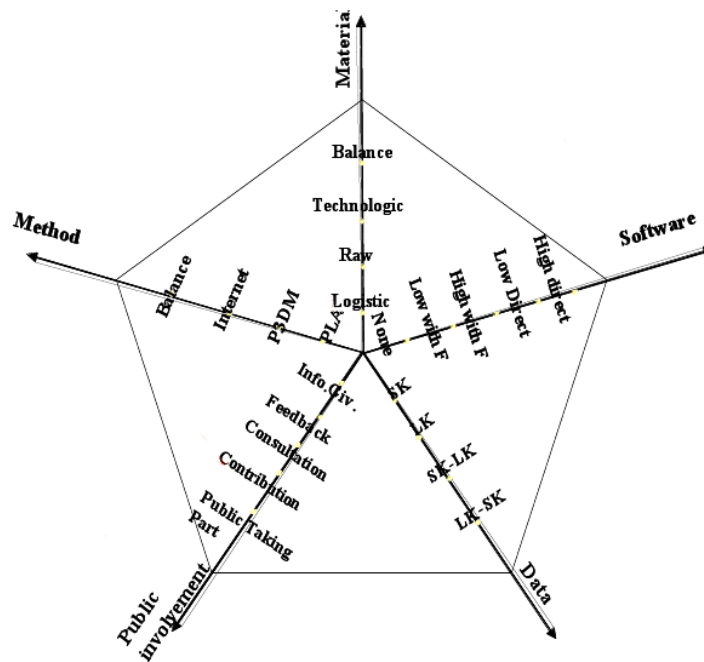 Material
Balance
Technologic
Raw
Logistic
Method
Balance
Internet
P3DM
PLA
Software
None
Low with F
High with F
Low Direct
High direct
SK
LK
SK-LK
LK-SK
Data
Info.Giv.
Feedback
Consultation
Contribution
Public Taking
Part
Public
involvement